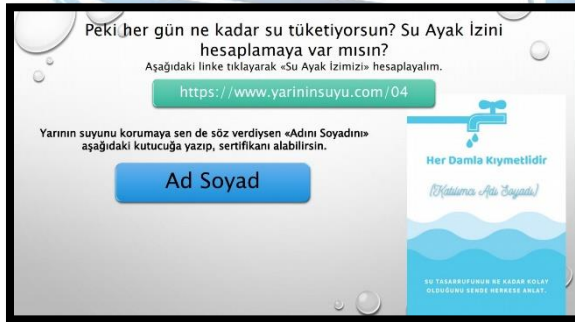 Peki her gün ne kadar su tüketiyorsun? Su Ayak İzini
hesaplamaya var mısın?
Aşağıdaki linke tıklayarak «Su Ayak İzimizi» hesaplayalım.
https://www.yarininsuyu.com/04
Yarının suyunu korumaya sen de söz verdiysen «Adını Soyadını»
aşağıdaki kutucuğa yazıp, sertifikanı alabilirsin.
Ad Soyad
Her Damla Kıymetlidir
(Katılımcı Adı Soyadı)
SU TASARRUFUNUN NE KADAR KOLAY
OLDUĞUNU SENDE HERKESE ANLAT.